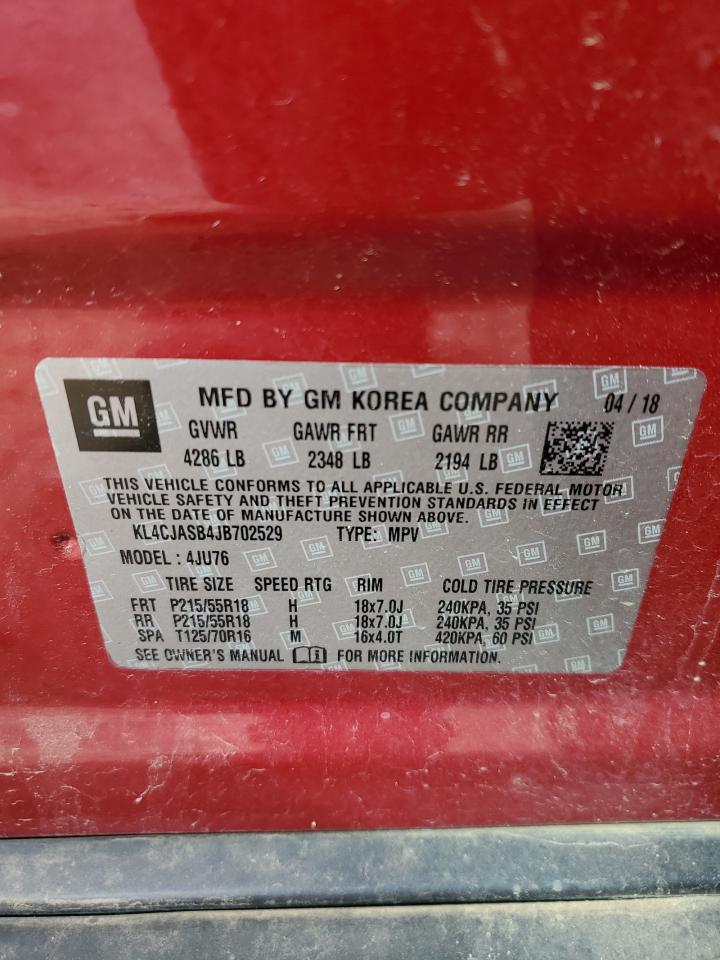 GM MFD BY GM KOREA COMPANY 04 / 18
GVWR GAWR FRT GAWR RR
4286 LB 2348 LB 2194 LB
THIS VEHICLE CONFORMS TO ALL APPLICABLE U.S. FEDERAL MOTOR
VEHICLE SAFETY AND THEFT PREVENTION STANDARDS IN EFFECT
ON THE DATE OF MANUFACTURE SHOWN ABOVE.
KL4CJASB4JB702529 TYPE: MPV
MODEL : 4JU76
TIRE SIZE SPEED RTG RIM COLD TIRE PRESSURE
FRT P215/55R18 H 18x7.0J 240KPA, 35 PSI
RR P215/55R18 H 18x7.0J 240KPA, 35 PSI
SPA T125/70R16 M 16x4.0T 420KPA, 60 PSI
SEE OWNER'S MANUAL FOR MORE INFORMATION.